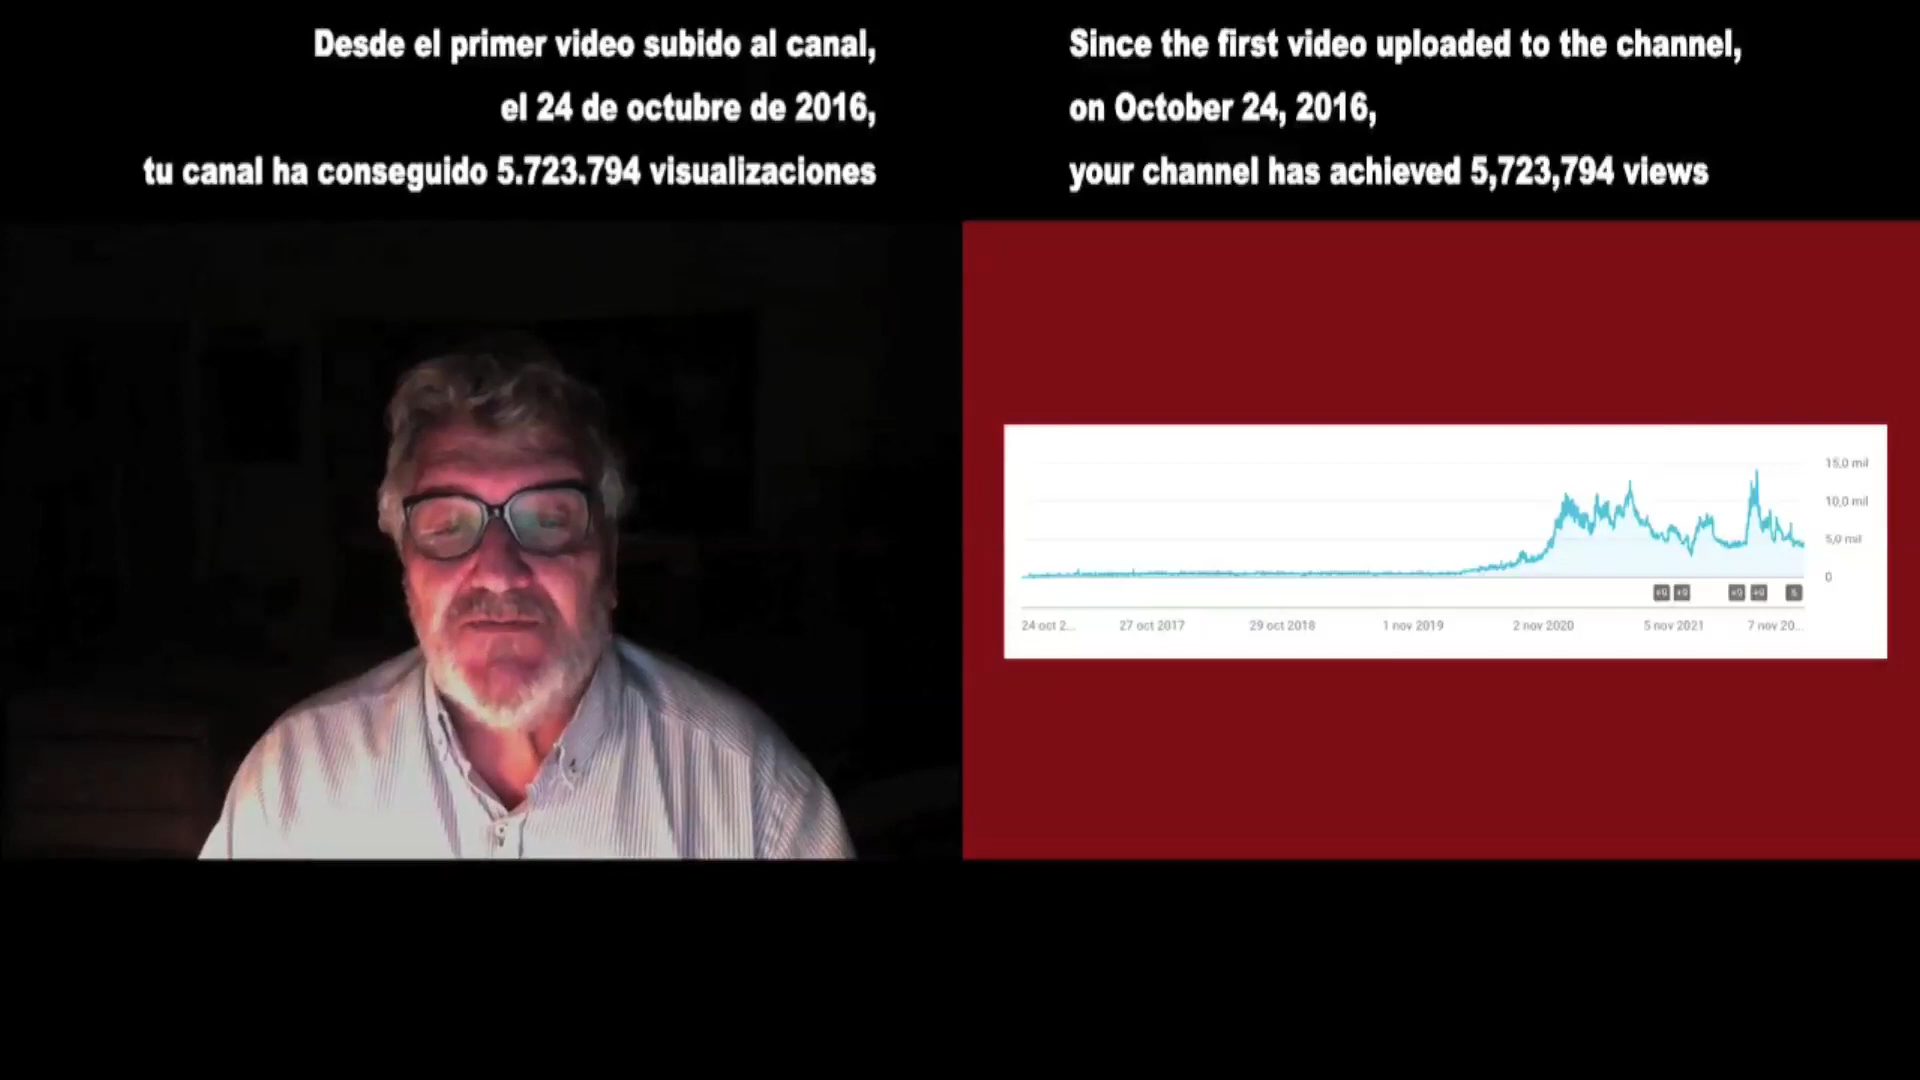 Desde el primer video subido al canal,
el 24 de octubre de 2016,
tu canal ha conseguido 5.723.794 visualizaciones
Since the first video uploaded to the channel,
on October 24, 2016,
your channel has achieved 5,723,794 views
15,0 mil
10,0 mil
5,0 mil
0
24 oct 2...
27 oct 2017
29 oct 2018
1 nov 2019
2 nov 2020
5 nov 2021
7 nov 20...